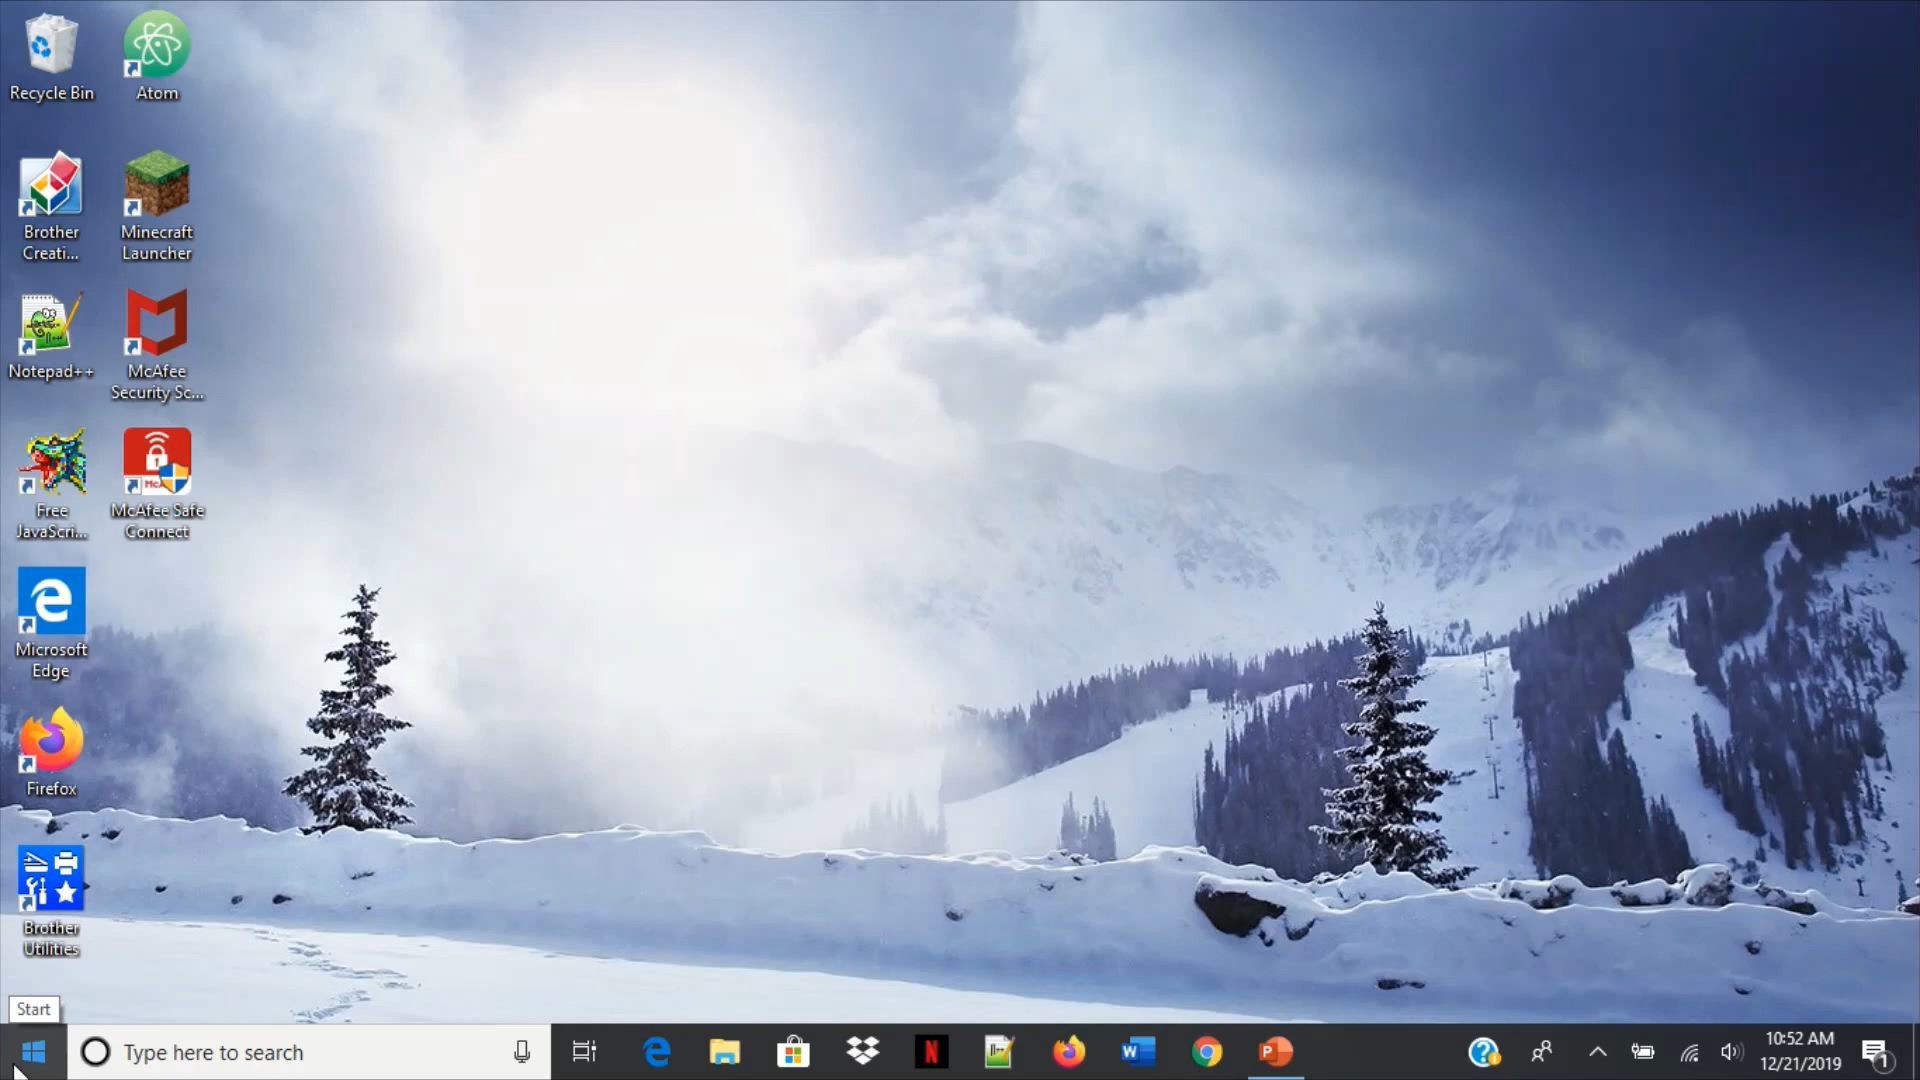 Recycle Bin
Atom
Brother
Creati...
Minecraft
Launcher
Notepad++
McAfee
Security Sc...
Free
JavaScri...
McAfee Safe
Connect
Microsoft
Edge
Firefox
Brother
Utilities
Start
Type here to search
10:52 AM
12/21/2019
1